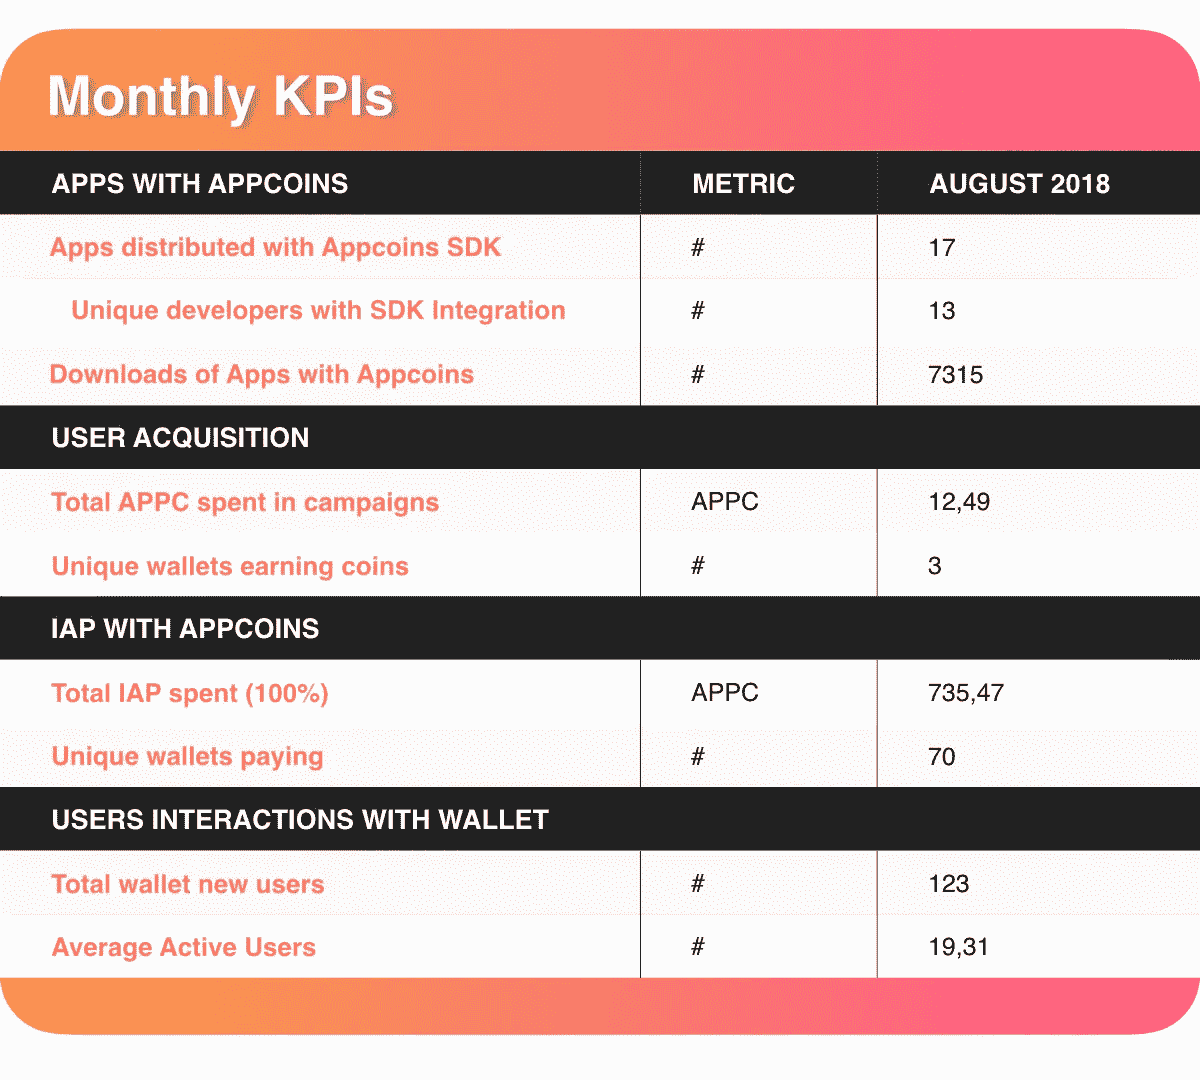 Monthly KPIs
APPS WITH APPCOINS METRIC AUGUST 2018
Apps distributed with Appcoins SDK # 17
Unique developers with SDK Integration # 13
Downloads of Apps with Appcoins # 7315
USER ACQUISITION
Total APPC spent in campaigns APPC 12,49
Unique wallets earning coins # 3
IAP WITH APPCOINS
Total IAP spent (100%) APPC 735,47
Unique wallets paying # 70
USERS INTERACTIONS WITH WALLET
Total wallet new users # 123
Average Active Users # 19,31